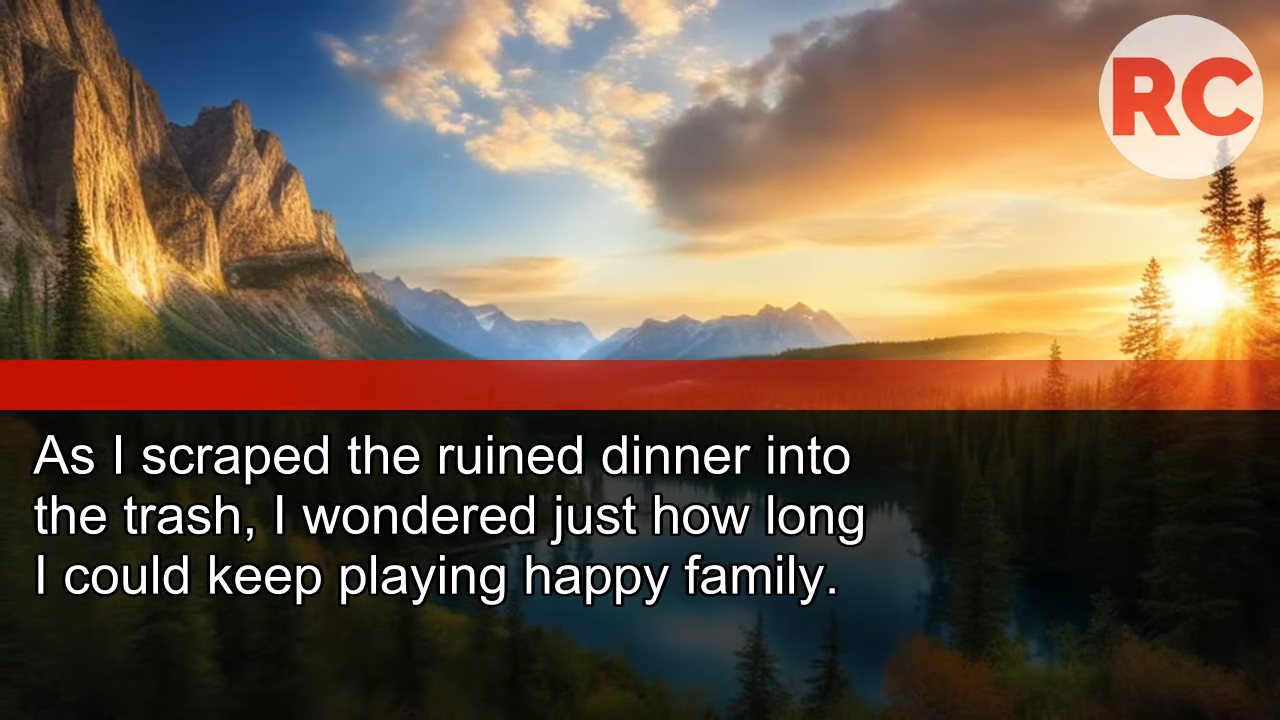 RC
As I scraped the ruined dinner into
the trash, I wondered just how long
I could keep playing happy family.